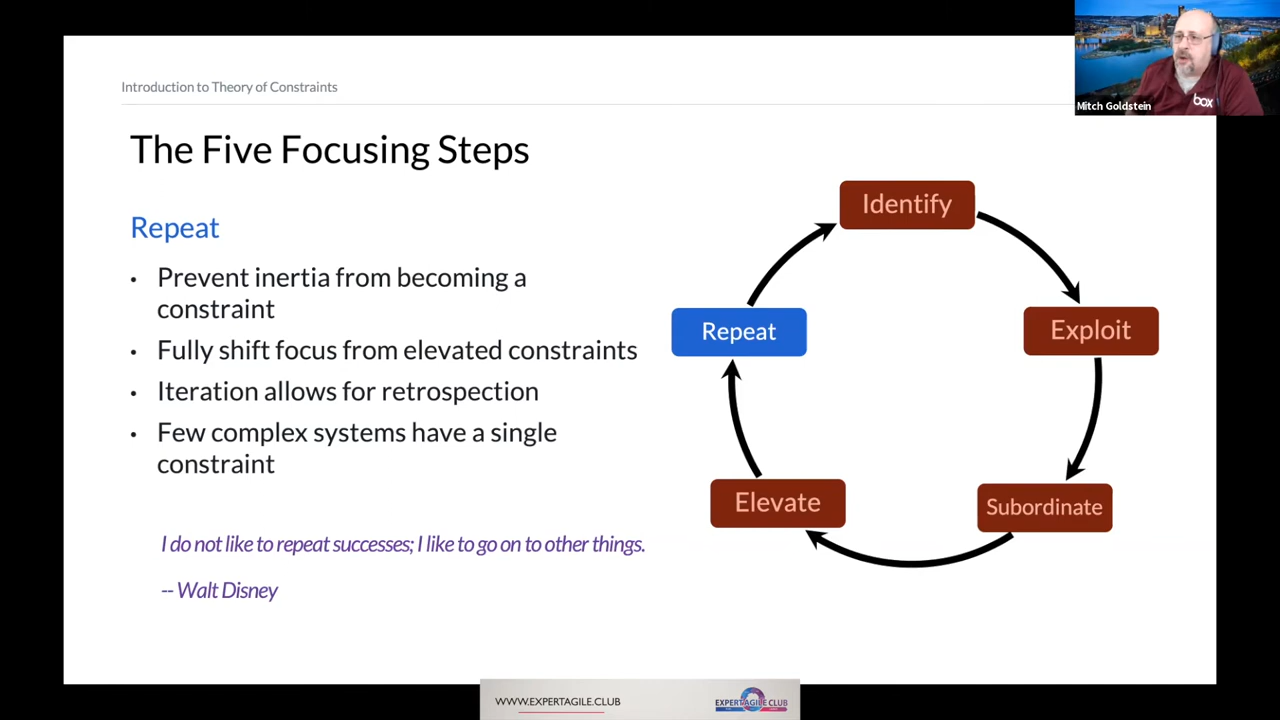 Introduction to Theory of Constraints
The Five Focusing Steps
Repeat
• Prevent inertia from becoming a
constraint
• Fully shift focus from elevated constraints
• Iteration allows for retrospection
• Few complex systems have a single
constraint
I do not like to repeat successses; I like to go on to other things.
-- Walt Disney
Identify
Exploit
Subordinate
Elevate
Repeat
box
Mitch Goldstein
WWW.EXPERTAGILE.CLUB
EXPERTAGILE CLUB